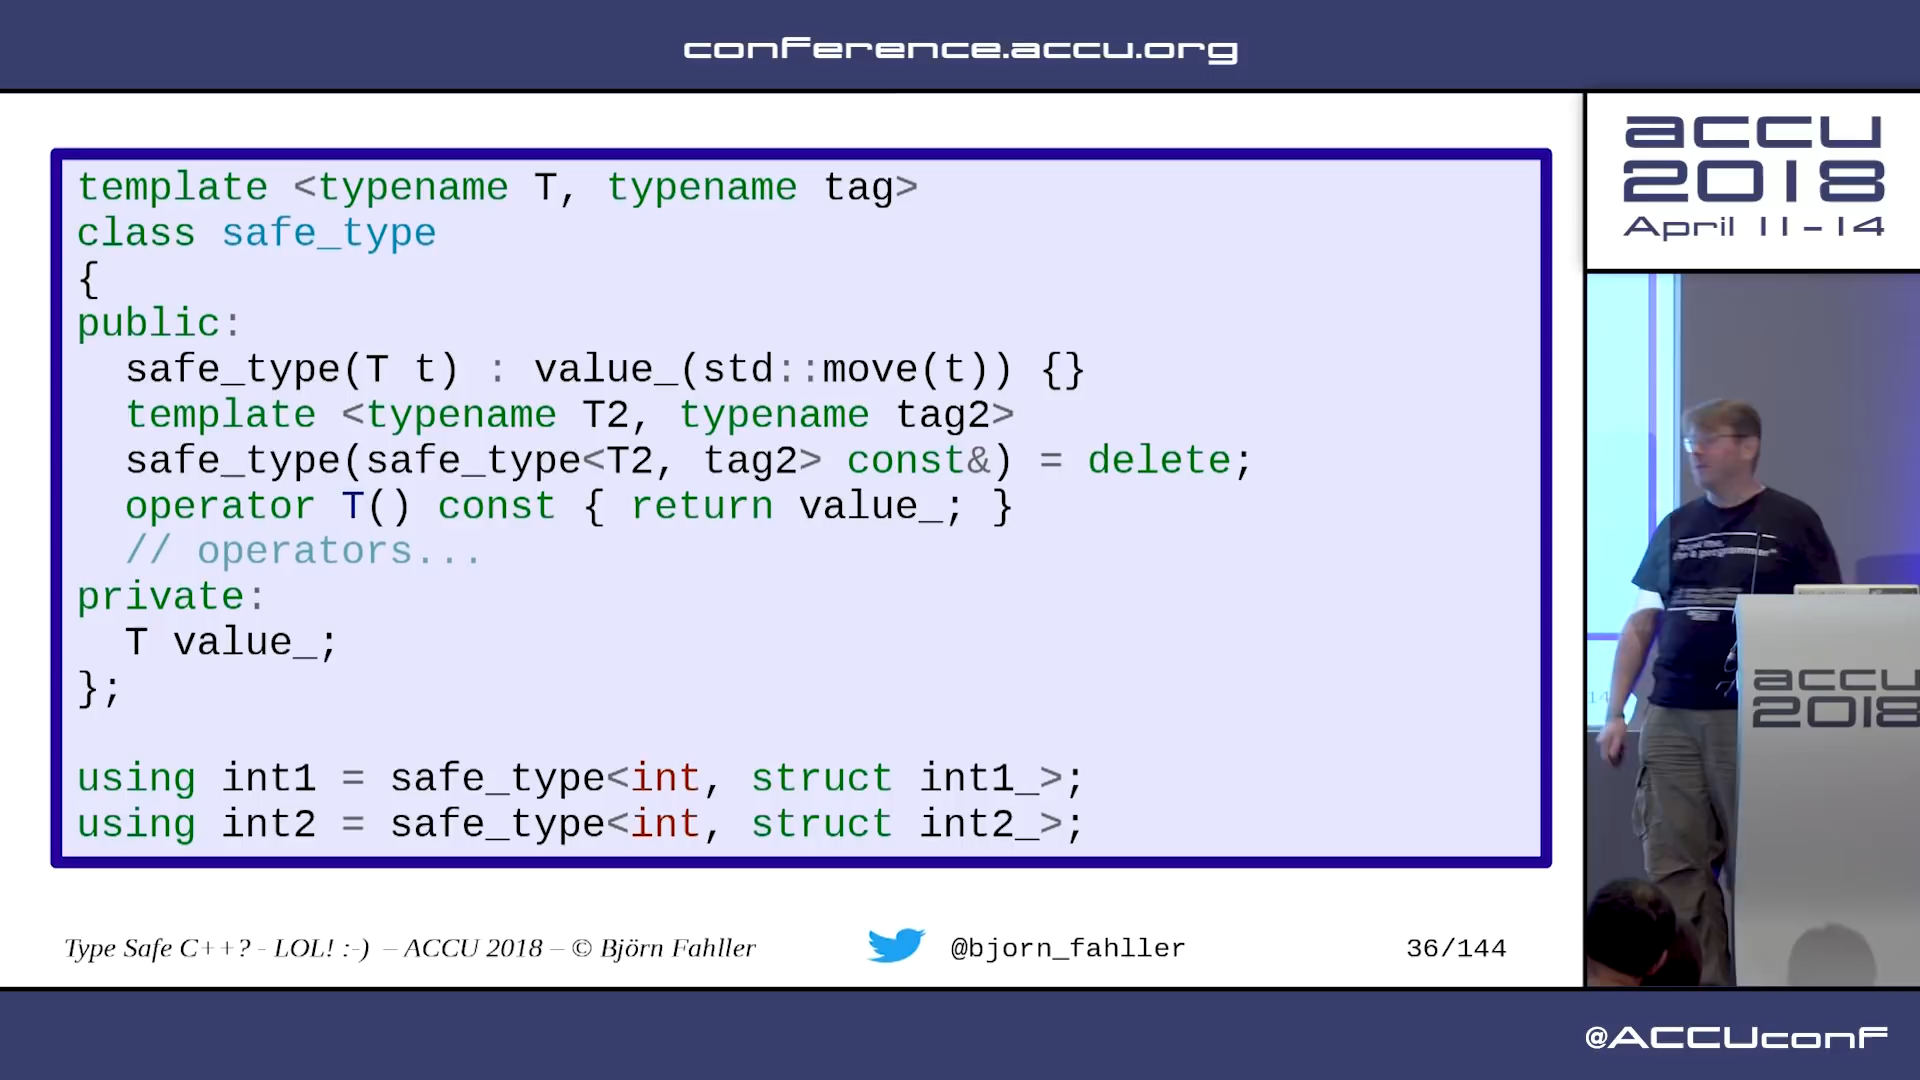 conference.accu.org
template <typename T, typename tag>
class safe_type
{
public:
  safe_type(T t) : value_(std::move(t)) {}
  template <typename T2, typename tag2>
  safe_type(safe_type<T2, tag2> const&) = delete;
  operator T() const { return value_; }
  // operators...
private:
  T value_;
};
using int1 = safe_type<int, struct int1_>;
using int2 = safe_type<int, struct int2_>;
Type Safe C++? - LOL! :-) – ACCU 2018 – © Björn Fahller
@bjorn_fahller
36/144
accu
2018
April 11-14
accu
2018
@ACCUconf